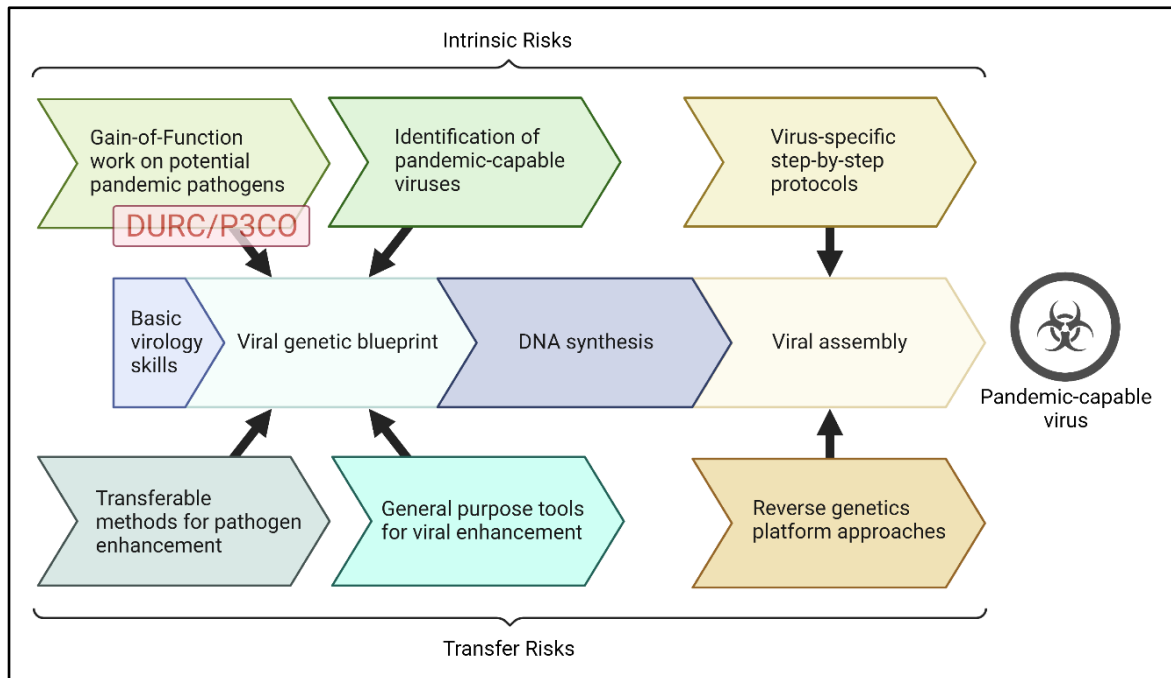 Intrinsic Risks
Gain-of-Function
work on potential
pandemic pathogens
DURC/P3CO
Identification of
pandemic-capable
viruses
Virus-specific
step-by-step
protocols
Basic
virology
skills
Viral genetic blueprint
DNA synthesis
Viral assembly
Pandemic-capable
virus
Transferable
methods for pathogen
enhancement
General purpose tools
for viral enhancement
Reverse genetics
platform approaches
Transfer Risks